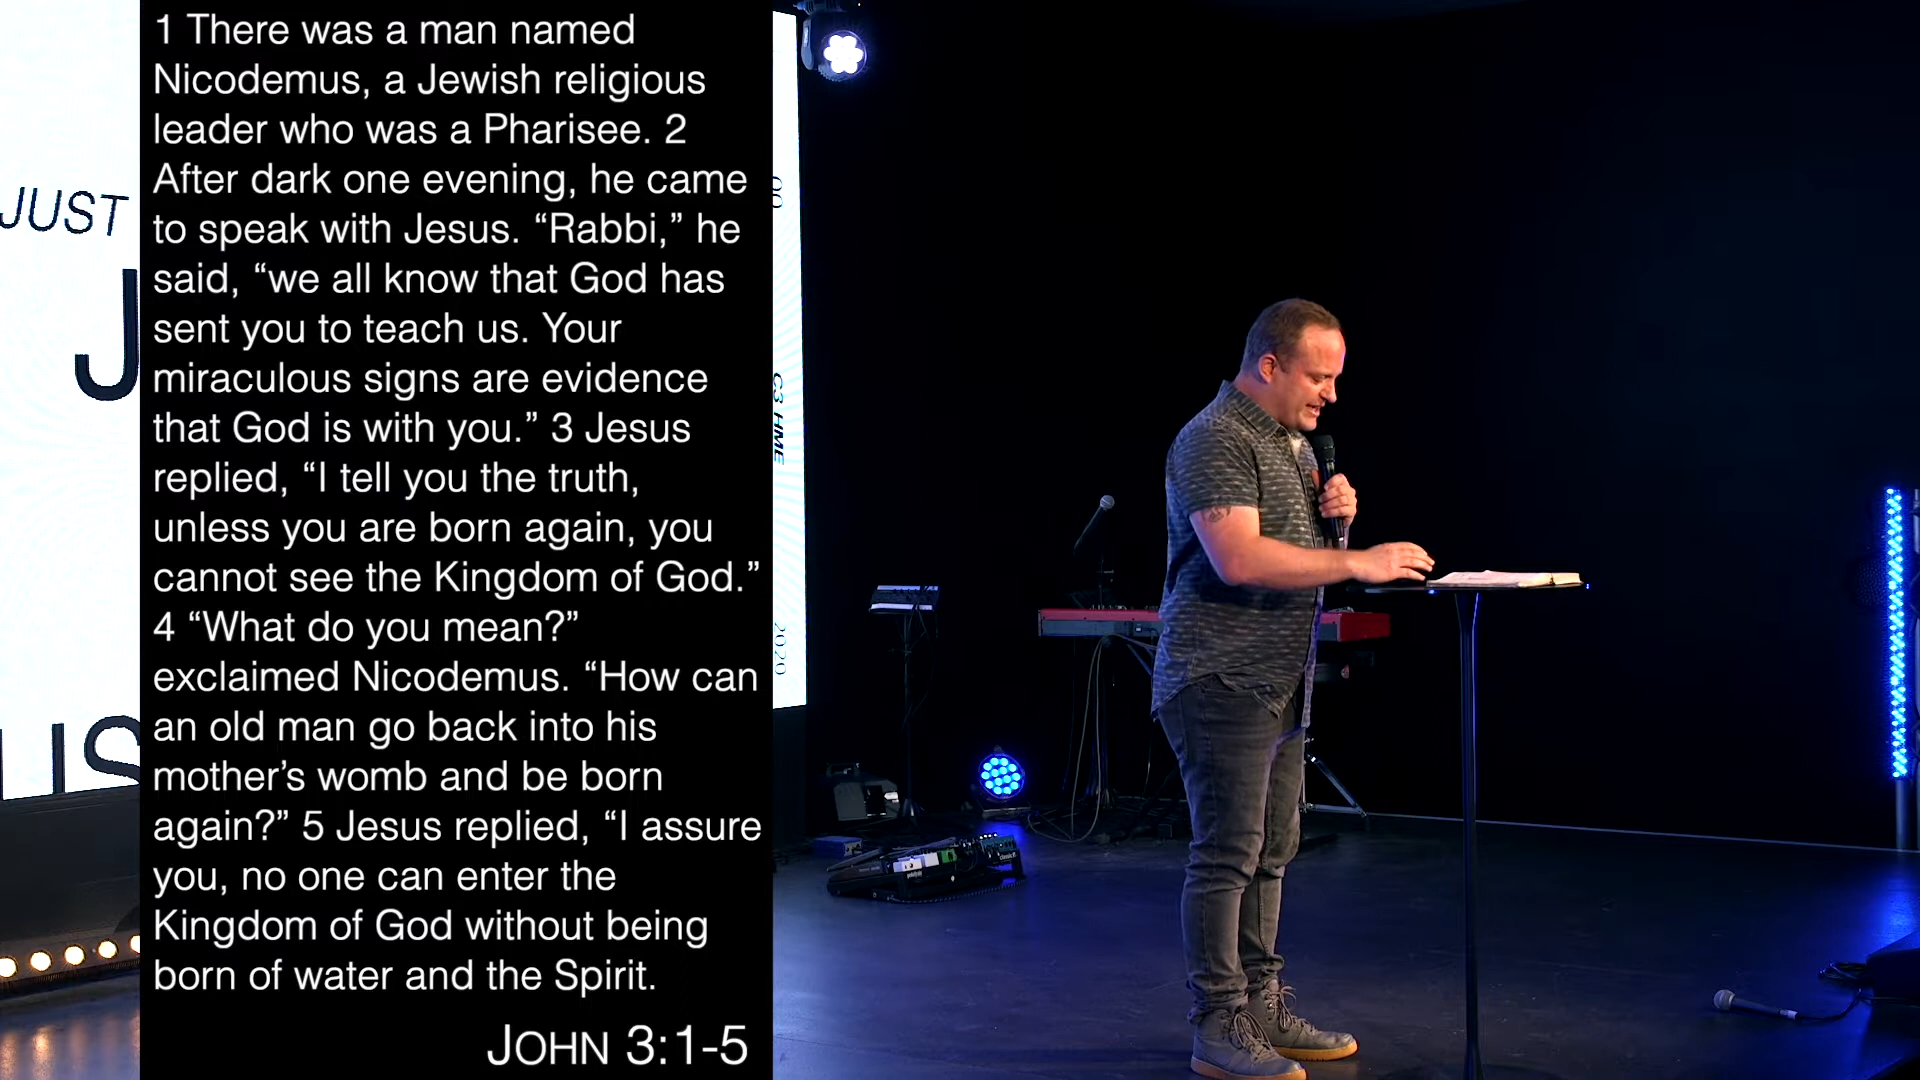 1 There was a man named
Nicodemus, a Jewish religious
leader who was a Pharisee. 2
After dark one evening, he came
to speak with Jesus. “Rabbi,” he
said, “we all know that God has
sent you to teach us. Your
miraculous signs are evidence
that God is with you.” 3 Jesus
replied, “I tell you the truth,
unless you are born again, you
cannot see the Kingdom of God.”
4 “What do you mean?”
exclaimed Nicodemus. “How can
an old man go back into his
mother’s womb and be born
again?” 5 Jesus replied, “I assure
you, no one can enter the
Kingdom of God without being
born of water and the Spirit.
JOHN 3:1-5
JUST
J
US
C3 HME
2020